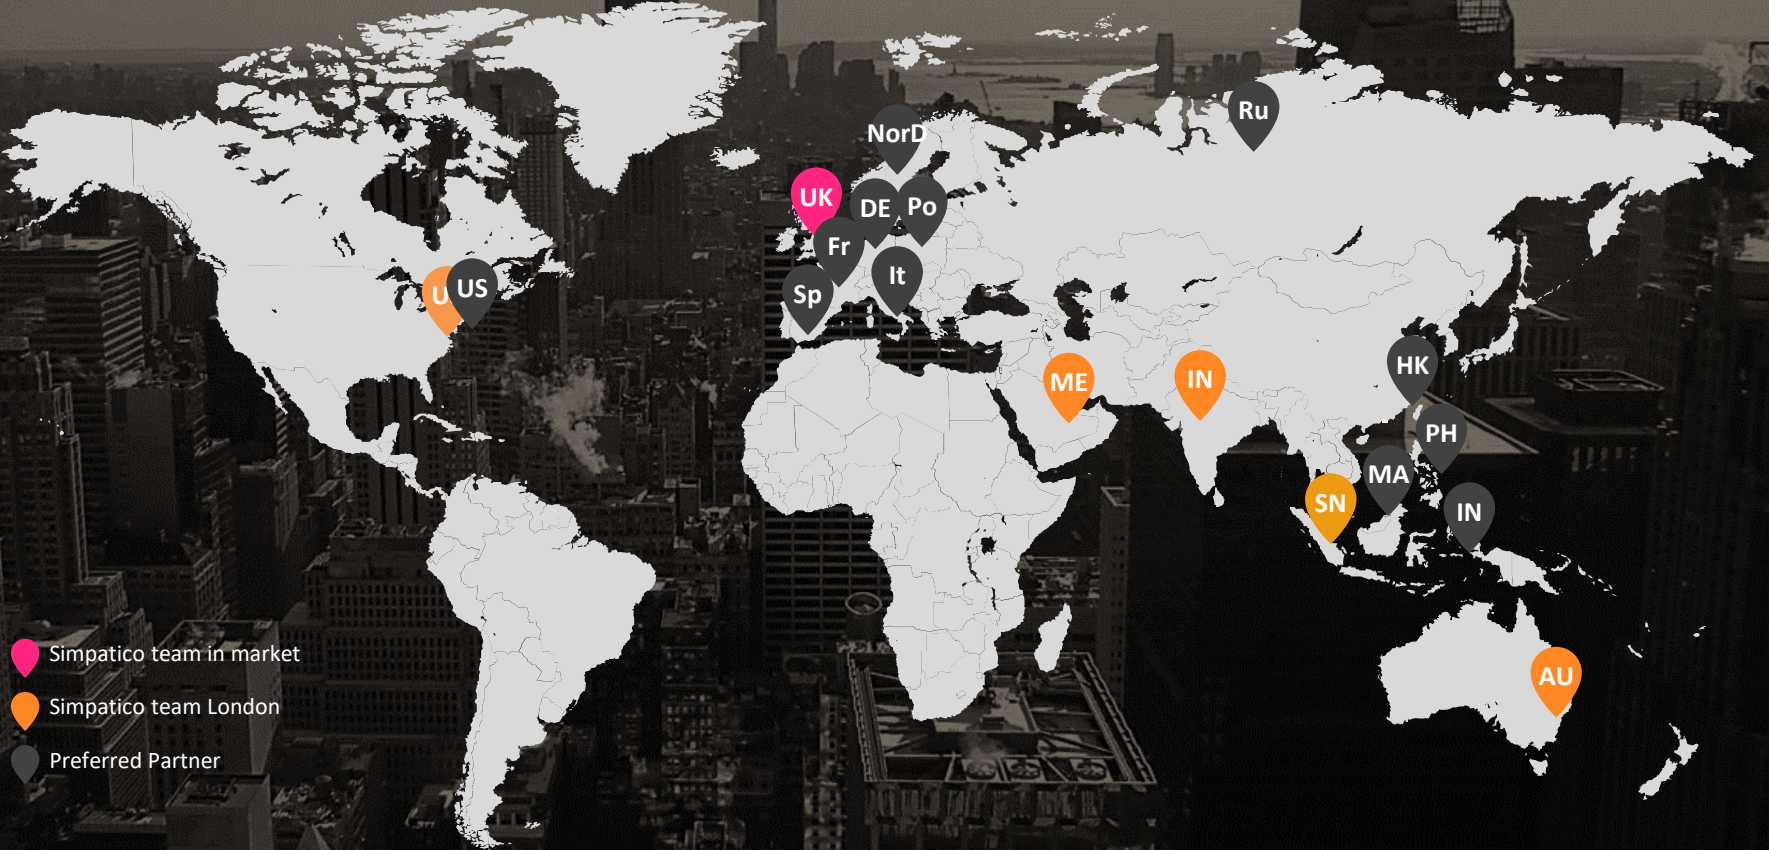 Ru
NorD
UK
DE
Po
Fr
It
US
Sp
HK
ME
IN
PH
MA
SN
IN
AU
Simpatico team in market
Simpatico team London
Preferred Partner